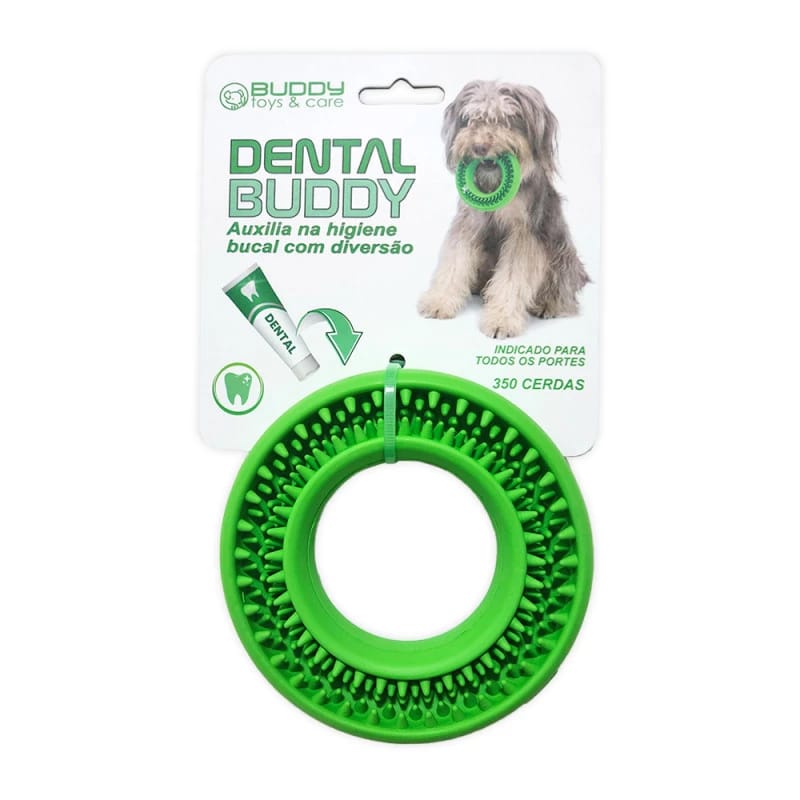 BUDDY
toys & care
DENTAL
BUDDY
Auxilia na higiene
bucal com diversão
DENTAL
INDICADO PARA
TODOS OS PORTES
350 CERDAS